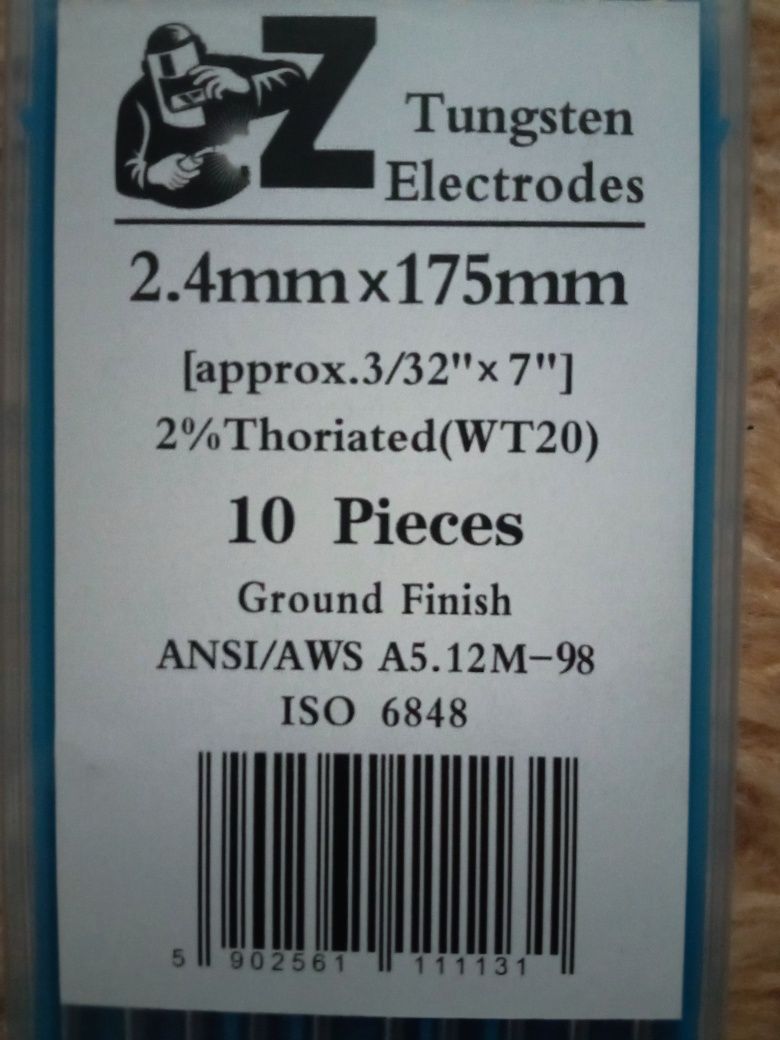 Z
Tungsten
Electrodes
2.4mm×175mm
[approx.3/32"×7"]
2%Thoriated(WT20)
10 Pieces
Ground Finish
ANSI/AWS A5.12M-98
ISO 6848
5 902561 111131